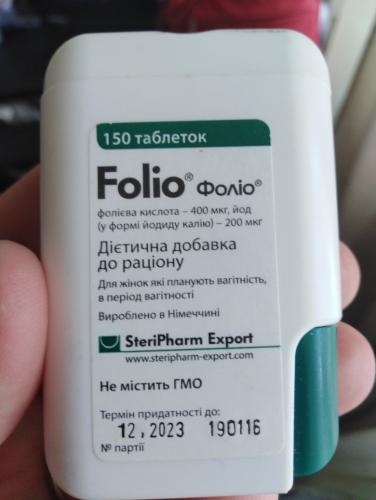 150 таблеток
Folio® Фоліо®
фолієва кислота – 400 мкг, йод
(у формі йодиду калію) – 200 мкг
Дієтична добавка
до раціону
Для жінок які планують вагітність,
в період вагітності
Вироблено в Німеччині
SteriPharm Export
www.steripharm-export.com
Не містить ГМО
Термін придатності до:
12,2023 190116
№ партії